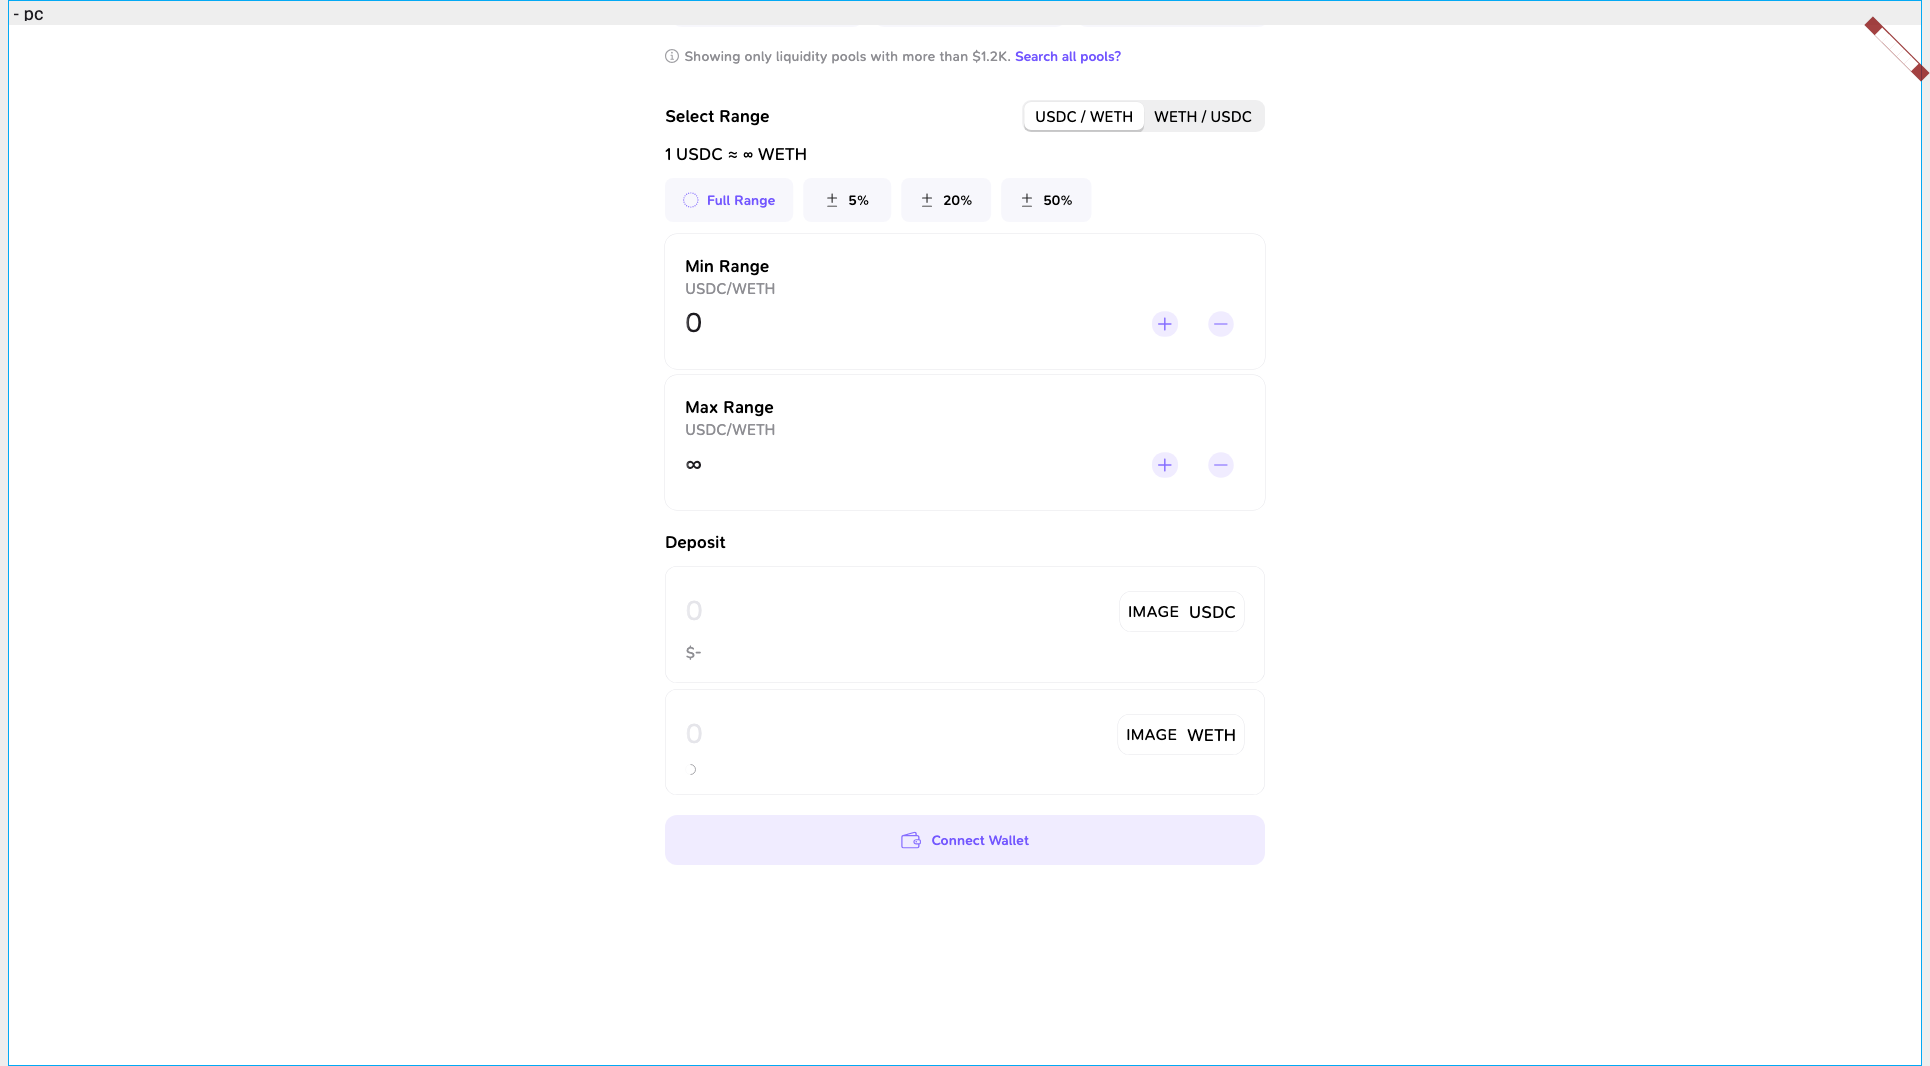 - pc
Showing only liquidity pools with more than $1.2K. Search all pools?
Select Range
USDC / WETH
WETH / USDC
1 USDC ≈ ∞ WETH
Full Range
± 5%
± 20%
± 50%
Min Range
USDC/WETH
0
Max Range
USDC/WETH
∞
Deposit
0
IMAGE USDC
$-
0
IMAGE WETH
Connect Wallet